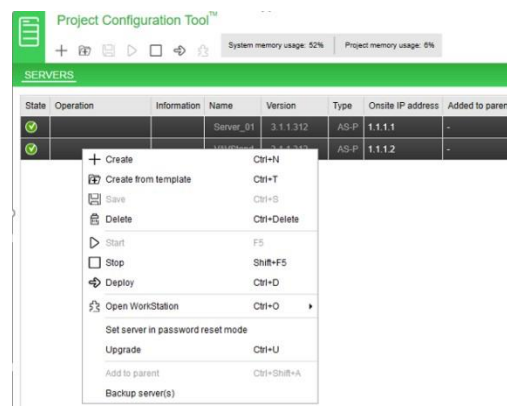 Project Configuration Tool™
System memory usage: 52% Project memory usage: 6%
SERVERS
State Operation Information Name Version Type Onsite IP address Added to paren
Server_01 3.1.1.312 AS-P 1.1.1.1 -
AS-P 1.1.1.2 -
Create Ctrl+N
Create from template Ctrl+T
Save Ctrl+S
Delete Ctrl+Delete
Start F5
Stop Shift+F5
Deploy Ctrl+D
Open WorkStation Ctrl+O
Set server in password reset mode
Upgrade Ctrl+U
Add to parent Ctrl+Shift+A
Backup server(s)